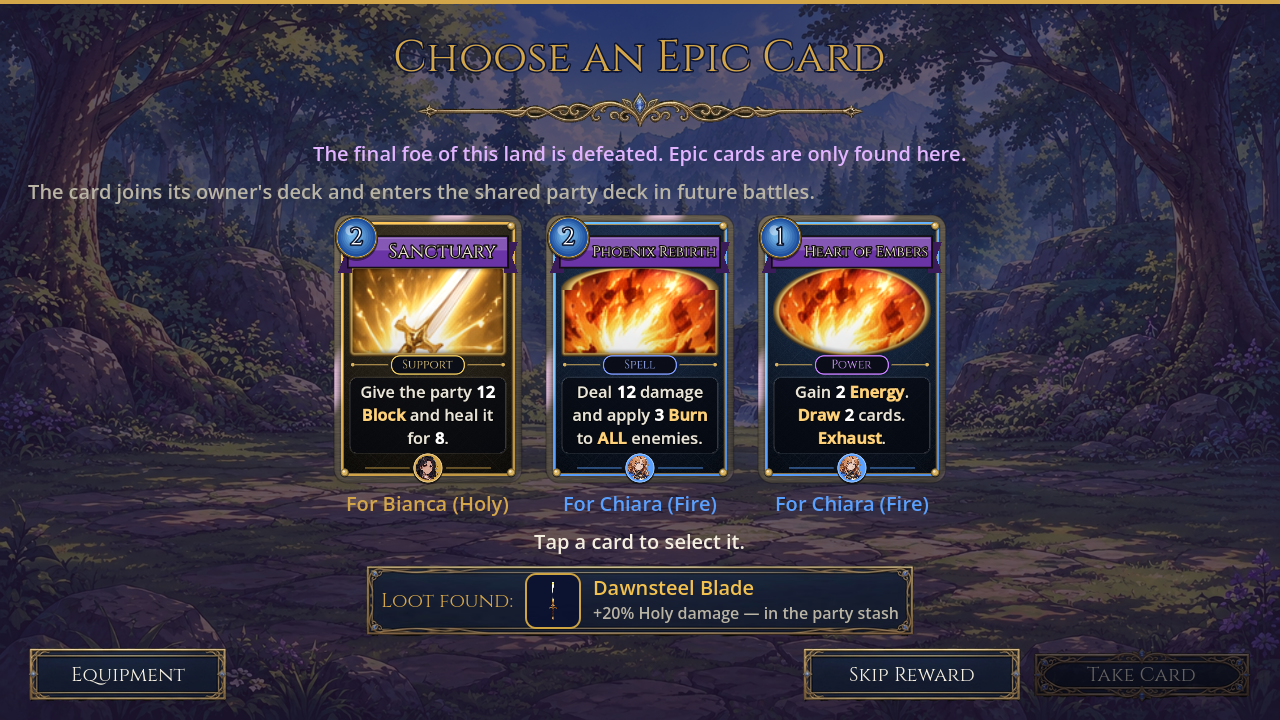 Choose an Epic Card
The final foe of this land is defeated. Epic cards are only found here.
The card joins its owner's deck and enters the shared party deck in future battles.
2
Sanctuary
Support
Give the party 12
Block and heal it
for 8.
For Bianca (Holy)
2
Phoenix Rebirth
Spell
Deal 12 damage
and apply 3 Burn
to ALL enemies.
For Chiara (Fire)
1
Heart of Embers
Power
Gain 2 Energy.
Draw 2 cards.
Exhaust.
For Chiara (Fire)
Tap a card to select it.
Loot found:
Dawnsteel Blade
+20% Holy damage — in the party stash
Equipment
Skip Reward
Take Card